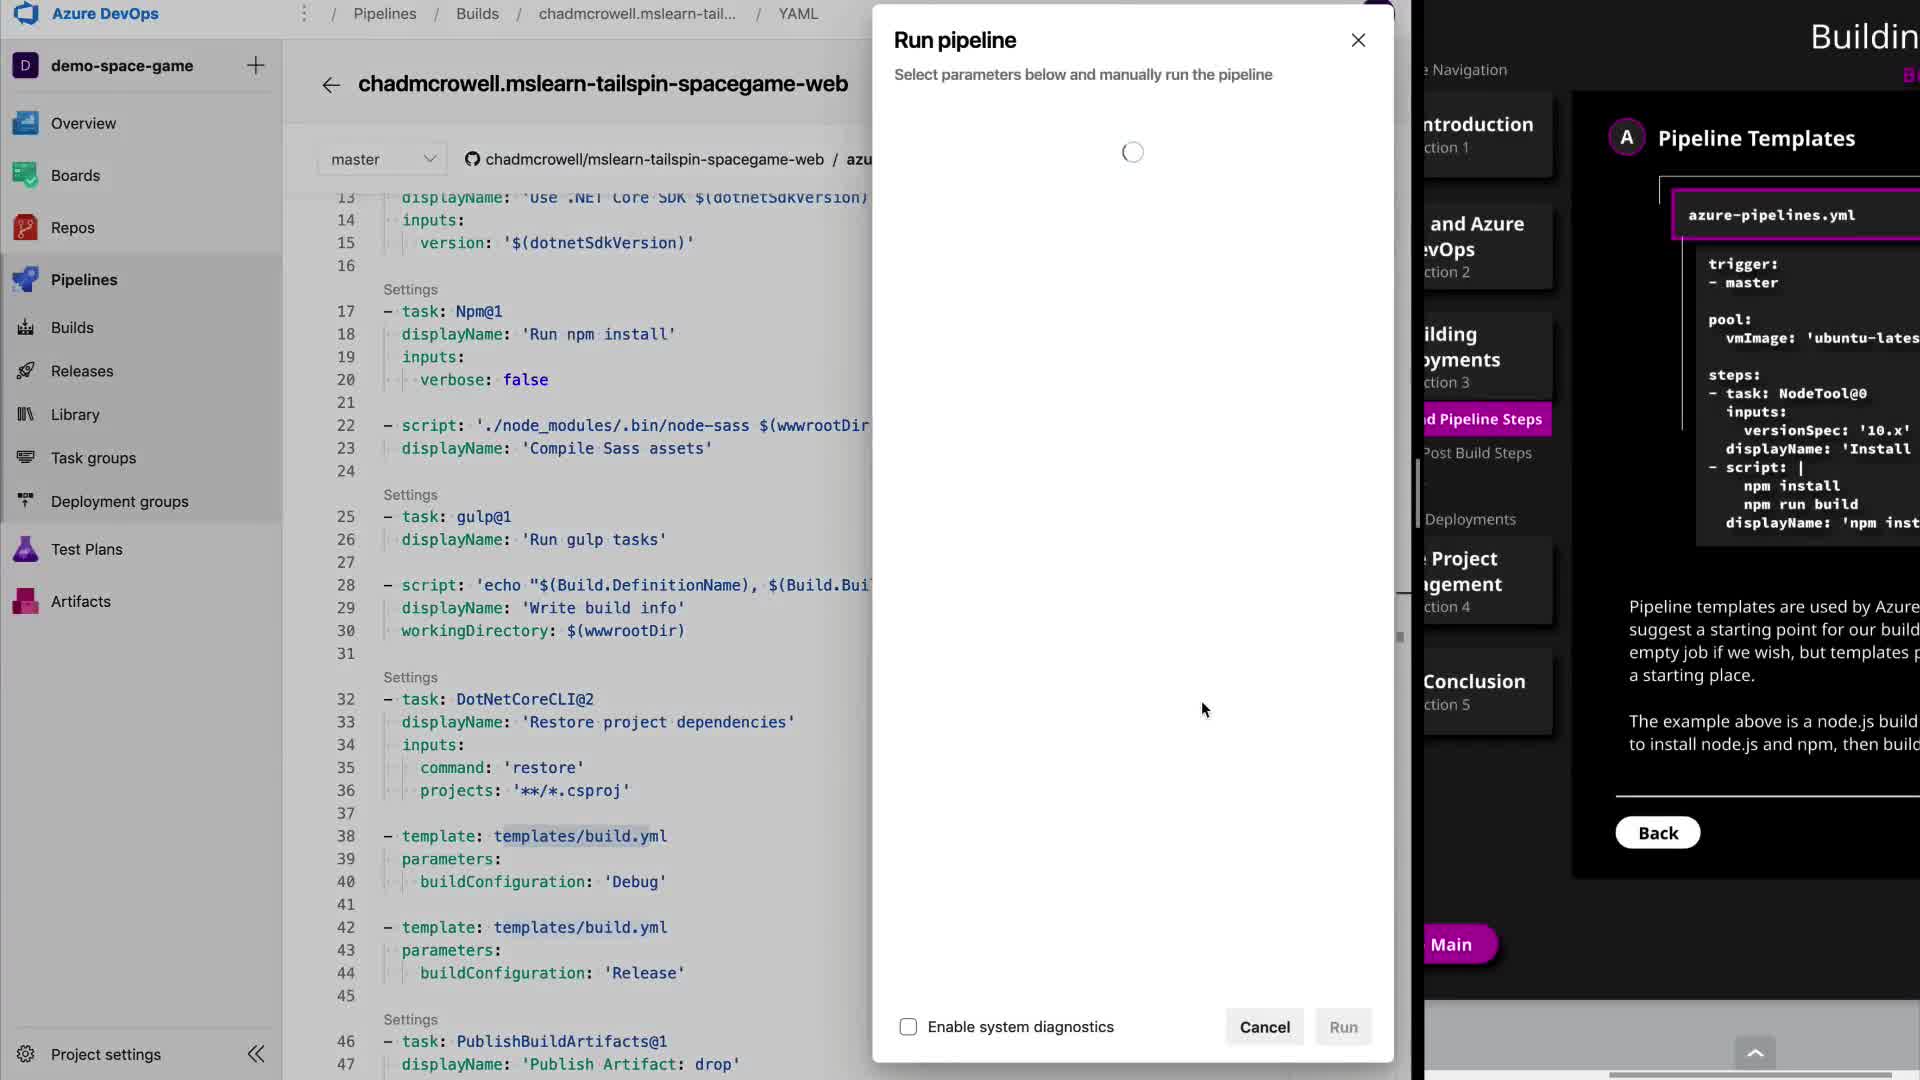 Azure DevOps
/ Pipelines / Builds / chadmcrowell.mslearn-tail... / YAML
D demo-space-game
Overview
Boards
Repos
Pipelines
Builds
Releases
Library
Task groups
Deployment groups
Test Plans
Artifacts
Project settings
chadmcrowell.mslearn-tailspin-spacegame-web
master
chadmcrowell/mslearn-tailspin-spacegame-web / azu
13 displayName: 'Use .NET Core SDK $(dotnetSdkVersion)
14 inputs:
15 version: '$(dotnetSdkVersion)'
16
Settings
17 - task: Npm@1
18 displayName: 'Run npm install'
19 inputs:
20 verbose: false
21
22 - script: './node_modules/.bin/node-sass $(wwwrootDir
23 displayName: 'Compile Sass assets'
24
Settings
25 - task: gulp@1
26 displayName: 'Run gulp tasks'
27
28 - script: 'echo "$(Build.DefinitionName), $(Build.Bui
29 displayName: 'Write build info'
30 workingDirectory: $(wwwrootDir)
31
Settings
32 - task: DotNetCoreCLI@2
33 displayName: 'Restore project dependencies'
34 inputs:
35 command: 'restore'
36 projects: '**/*.csproj'
37
38 - template: templates/build.yml
39 parameters:
40 buildConfiguration: 'Debug'
41
42 - template: templates/build.yml
43 parameters:
44 buildConfiguration: 'Release'
45
Settings
46 - task: PublishBuildArtifacts@1
47 displayName: 'Publish Artifact: drop'
Run pipeline
Select parameters below and manually run the pipeline
Enable system diagnostics
Cancel
Run
Buildin
e Navigation
ntroduction
ction 1
and Azure
evOps
ction 2
ilding
oyments
ction 3
d Pipeline Steps
Post Build Steps
Deployments
e Project
agement
ction 4
Conclusion
ction 5
Main
A Pipeline Templates
azure-pipelines.yml
trigger:
- master
pool:
vmImage: 'ubuntu-lates
steps:
- task: NodeTool@0
inputs:
versionSpec: '10.x'
displayName: 'Install
- script: |
npm install
npm run build
displayName: 'npm inst
Pipeline templates are used by Azure
suggest a starting point for our build
empty job if we wish, but templates p
a starting place.
The example above is a node.js build
to install node.js and npm, then build
Back